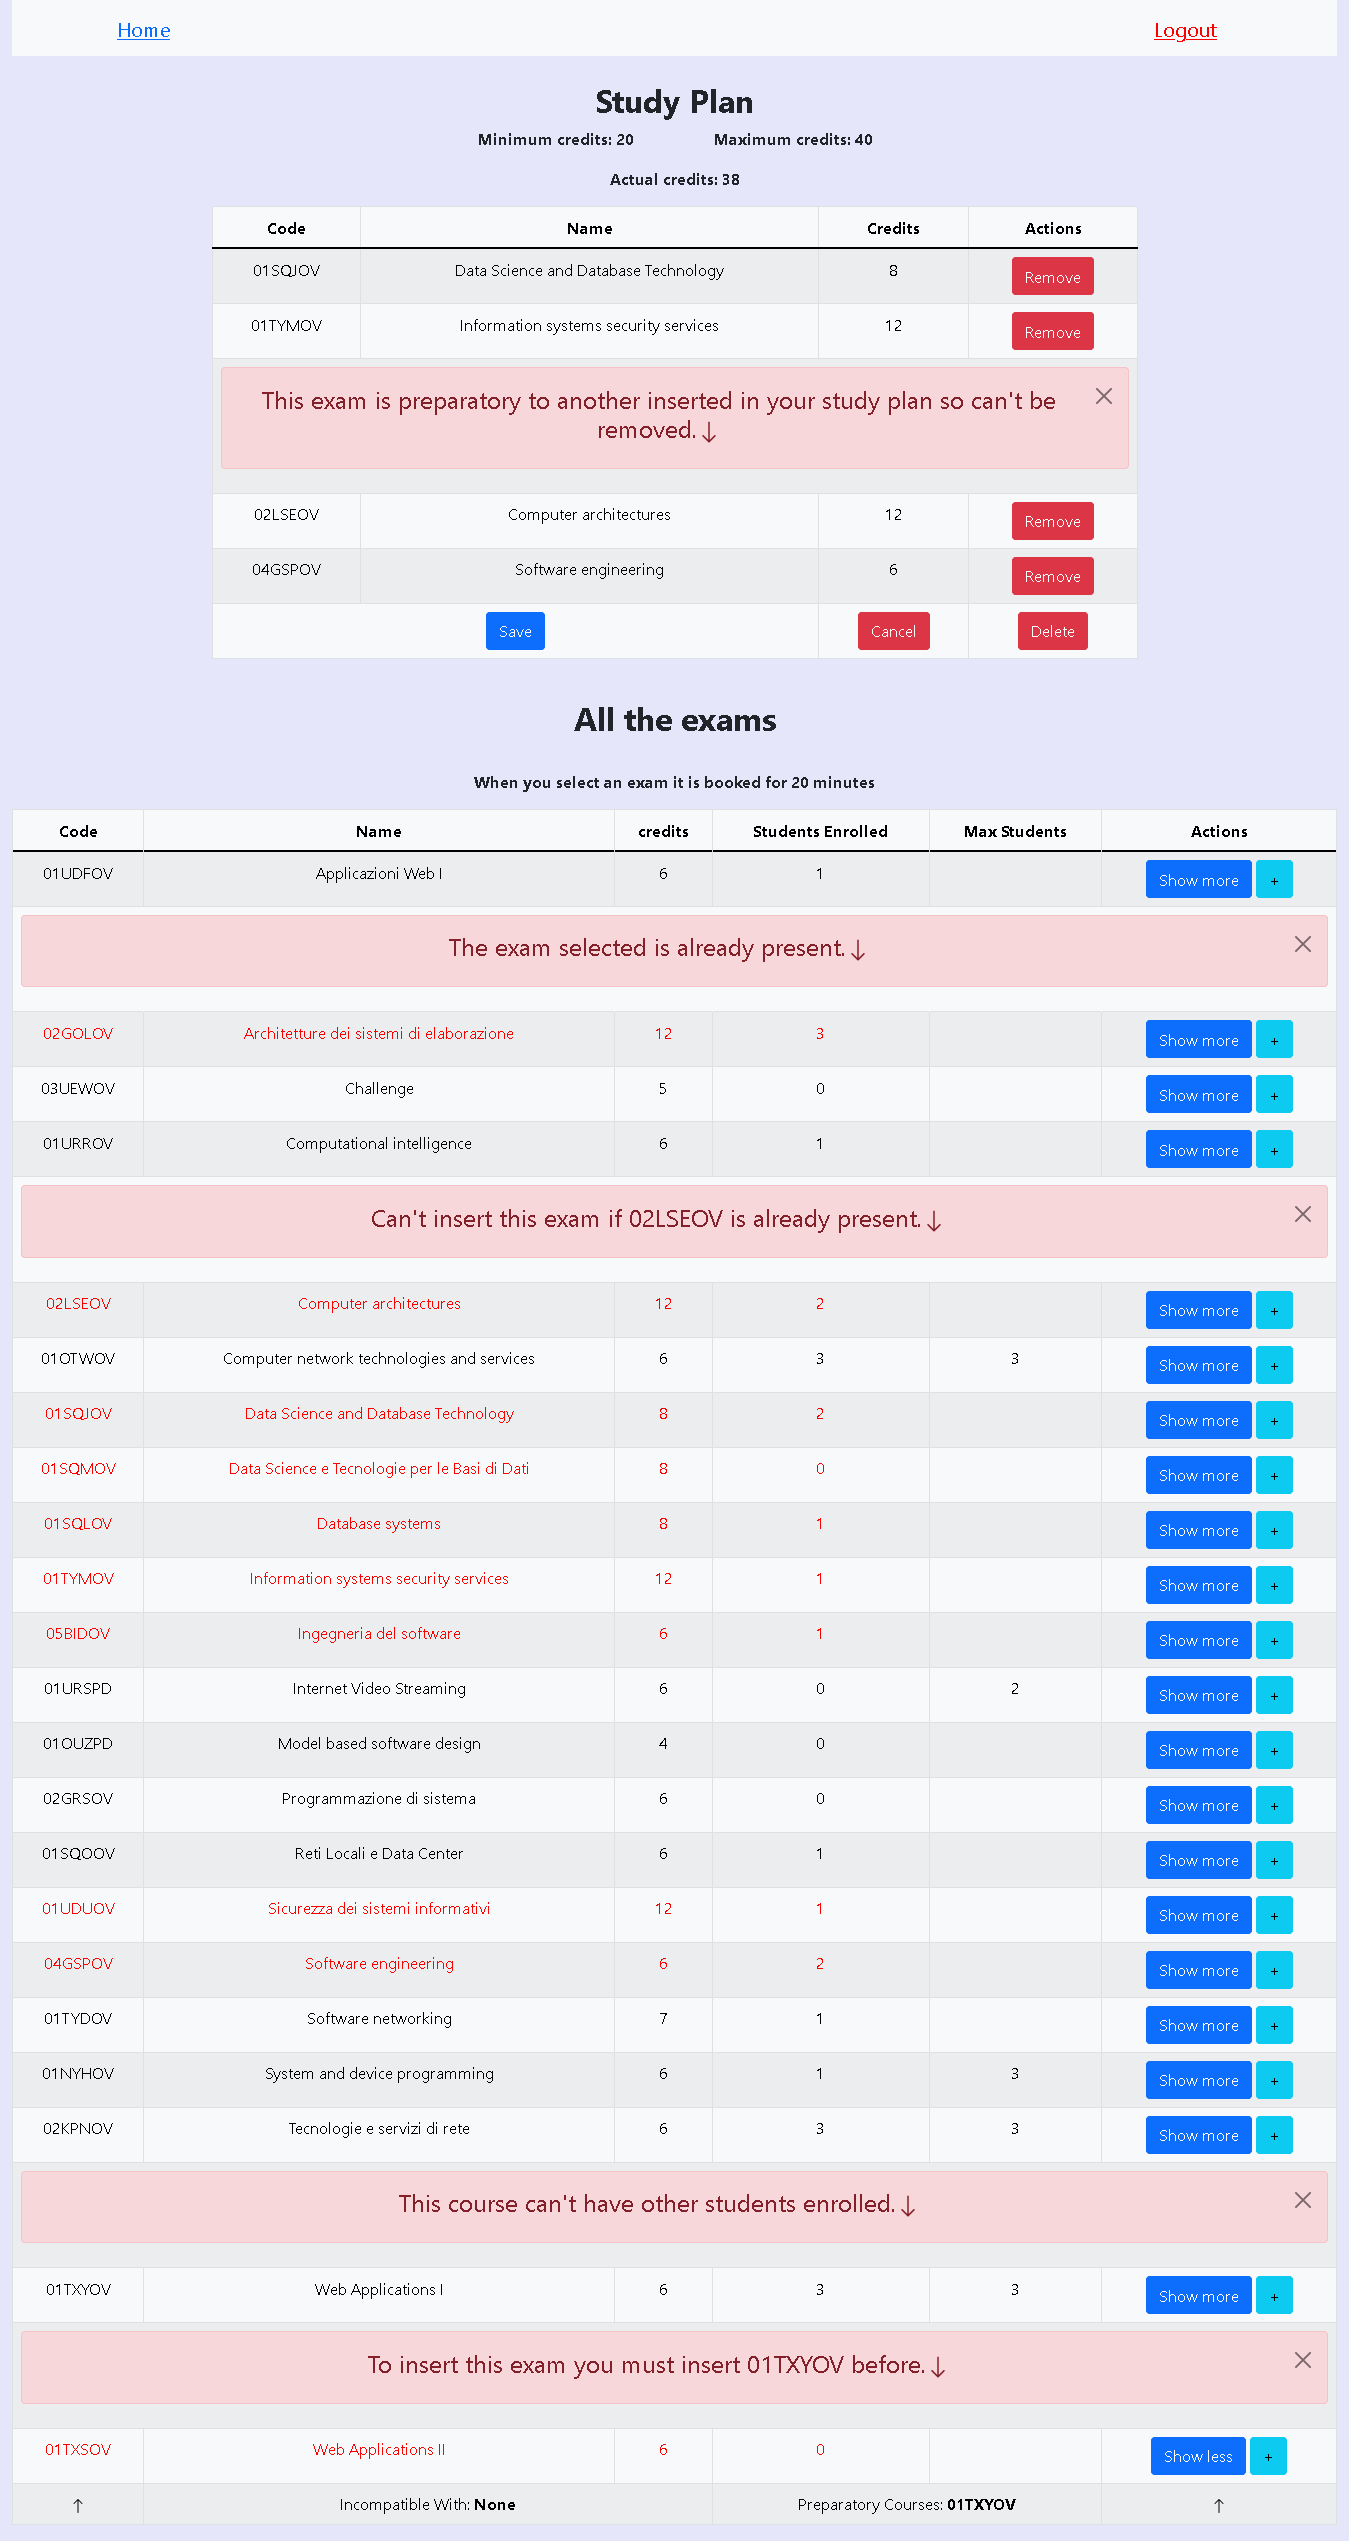 Home Logout
Study Plan
Minimum credits: 20 Maximum credits: 40
Actual credits: 38
Code Name Credits Actions
01SQJOV Data Science and Database Technology 8 Remove
01TYMOV Information systems security services 12 Remove
This exam is preparatory to another inserted in your study plan so can't be
removed. ↓
02LSEOV Computer architectures 12 Remove
04GSPOV Software engineering 6 Remove
Save Cancel Delete
All the exams
When you select an exam it is booked for 20 minutes
Code Name credits Students Enrolled Max Students Actions
01UDFOV Applicazioni Web I 6 1 Show more +
The exam selected is already present. ↓
02GOLOV Architetture dei sistemi di elaborazione 12 3 Show more +
03UEWOV Challenge 5 0 Show more +
01URROV Computational intelligence 6 1 Show more +
Can't insert this exam if 02LSEOV is already present. ↓
02LSEOV Computer architectures 12 2 Show more +
01OTWOV Computer network technologies and services 6 3 3 Show more +
01SQJOV Data Science and Database Technology 8 2 Show more +
01SQMOV Data Science e Tecnologie per le Basi di Dati 8 0 Show more +
01SQLOV Database systems 8 1 Show more +
01TYMOV Information systems security services 12 1 Show more +
05BIDOV Ingegneria del software 6 1 Show more +
01URSPD Internet Video Streaming 6 0 2 Show more +
01OUZPD Model based software design 4 0 Show more +
02GRSOV Programmazione di sistema 6 0 Show more +
01SQOOV Reti Locali e Data Center 6 1 Show more +
01UDUOV Sicurezza dei sistemi informativi 12 1 Show more +
04GSPOV Software engineering 6 2 Show more +
01TYDOV Software networking 7 1 Show more +
01NYHOV System and device programming 6 1 3 Show more +
02KPNOV Tecnologie e servizi di rete 6 3 3 Show more +
This course can't have other students enrolled. ↓
01TXYOV Web Applications I 6 3 3 Show more +
To insert this exam you must insert 01TXYOV before. ↓
01TXSOV Web Applications II 6 0 Show less +
↑ Incompatible With: None Preparatory Courses: 01TXYOV ↑